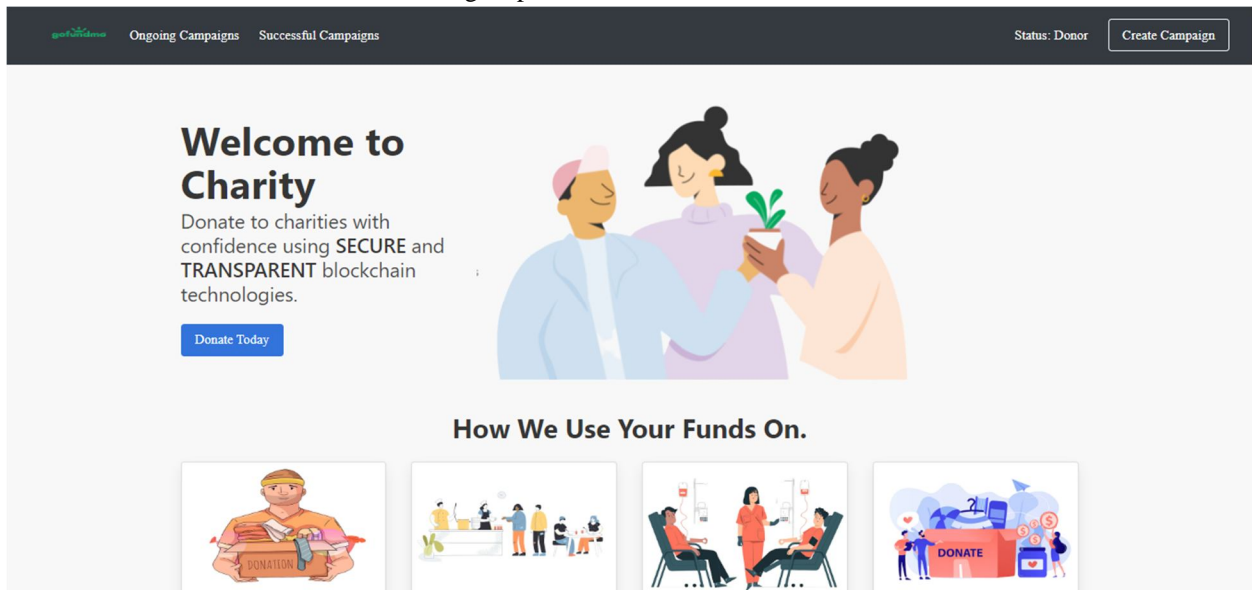 gofundme Ongoing Campaigns Successful Campaigns Status: Donor Create Campaign
Welcome to
Charity
Donate to charities with
confidence using SECURE and
TRANSPARENT blockchain
technologies.
Donate Today
How We Use Your Funds On.
DONATION
DONATE